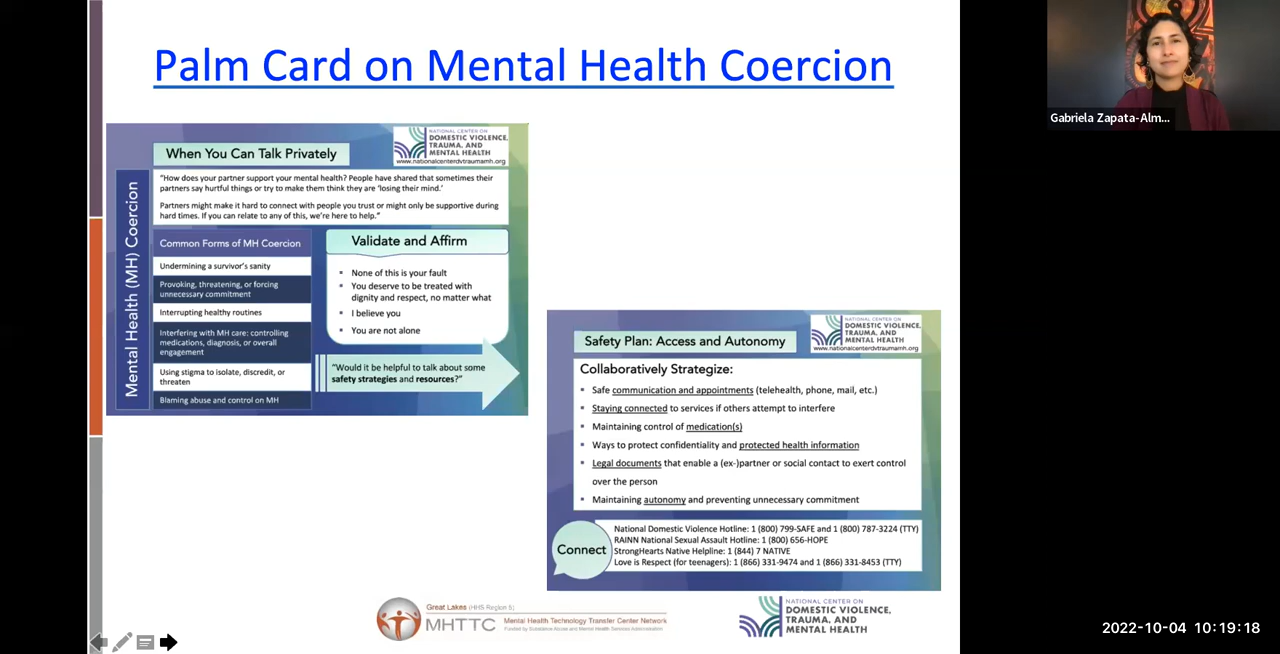 Palm Card on Mental Health Coercion
Gabriela Zapata-Alm...
When You Can Talk Privately
NATIONAL CENTER ON
DOMESTIC VIOLENCE,
TRAUMA, AND
MENTAL HEALTH
www.nationalcenterdvtraumamh.org
Mental Health (MH) Coercion
"How does your partner support your mental health? People have shared that sometimes their
partners say hurtful things or try to make them think they are 'losing their mind.'
Partners might make it hard to connect with people you trust or might only be supportive during
hard times. If you can relate to any of this, we're here to help."
Common Forms of MH Coercion
Undermining a survivor's sanity
Provoking, threatening, or forcing
unnecessary commitment
Interrupting healthy routines
Interfering with MH care: controlling
medications, diagnosis, or overall
engagement
Using stigma to isolate, discredit, or
threaten
Blaming abuse and control on MH
Validate and Affirm
▪ None of this is your fault
▪ You deserve to be treated with
dignity and respect, no matter what
▪ I believe you
▪ You are not alone
"Would it be helpful to talk about some
safety strategies and resources?"
Safety Plan: Access and Autonomy
NATIONAL CENTER ON
DOMESTIC VIOLENCE,
TRAUMA, AND
MENTAL HEALTH
www.nationalcenterdvtraumamh.org
Collaboratively Strategize:
▪ Safe communication and appointments (telehealth, phone, mail, etc.)
▪ Staying connected to services if others attempt to interfere
▪ Maintaining control of medication(s)
▪ Ways to protect confidentiality and protected health information
▪ Legal documents that enable a (ex-)partner or social contact to exert control
over the person
▪ Maintaining autonomy and preventing unnecessary commitment
Connect
National Domestic Violence Hotline: 1 (800) 799-SAFE and 1 (800) 787-3224 (TTY)
RAINN National Sexual Assault Hotline: 1 (800) 656-HOPE
StrongHearts Native Helpline: 1 (844) 7 NATIVE
Love is Respect (for teenagers): 1 (866) 331-9474 and 1 (866) 331-8453 (TTY)
Great Lakes (HHS Region 5)
MHTTC
Mental Health Technology Transfer Center Network
Funded by Substance Abuse and Mental Health Services Administration
NATIONAL CENTER ON
DOMESTIC VIOLENCE,
TRAUMA, AND
MENTAL HEALTH
2022-10-04 10:19:18